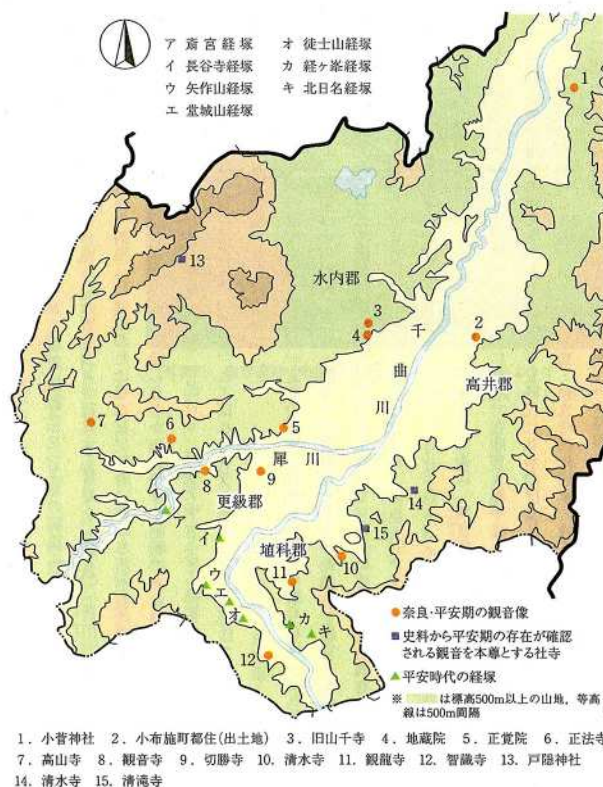 ア 斎宮経塚 オ 徒士山経塚
イ 長谷寺経塚 カ 経ヶ峯経塚
ウ 矢作山経塚 キ 北日名経塚
エ 堂城山経塚
1
13
水内郡
3
4
千曲川
2
高井郡
7
6
5
犀川
8
9
更級郡
14
ア
イ
15
埴科郡
10
ウ
11
エ
オ
カ
キ
12
●奈良・平安期の観音像
■史料から平安期の存在が確認
される観音を本尊とする社寺
▲平安時代の経塚
※ は標高500m以上の山地，等高
線は500m間隔
1．小菅神社 2．小布施町都住(出土地) 3．旧山千寺 4．地蔵院 5．正覚院 6．正法寺
7．高山寺 8．観音寺 9．切勝寺 10．清水寺 11．観龍寺 12．智識寺 13．戸隠神社
14．清水寺 15．清滝寺